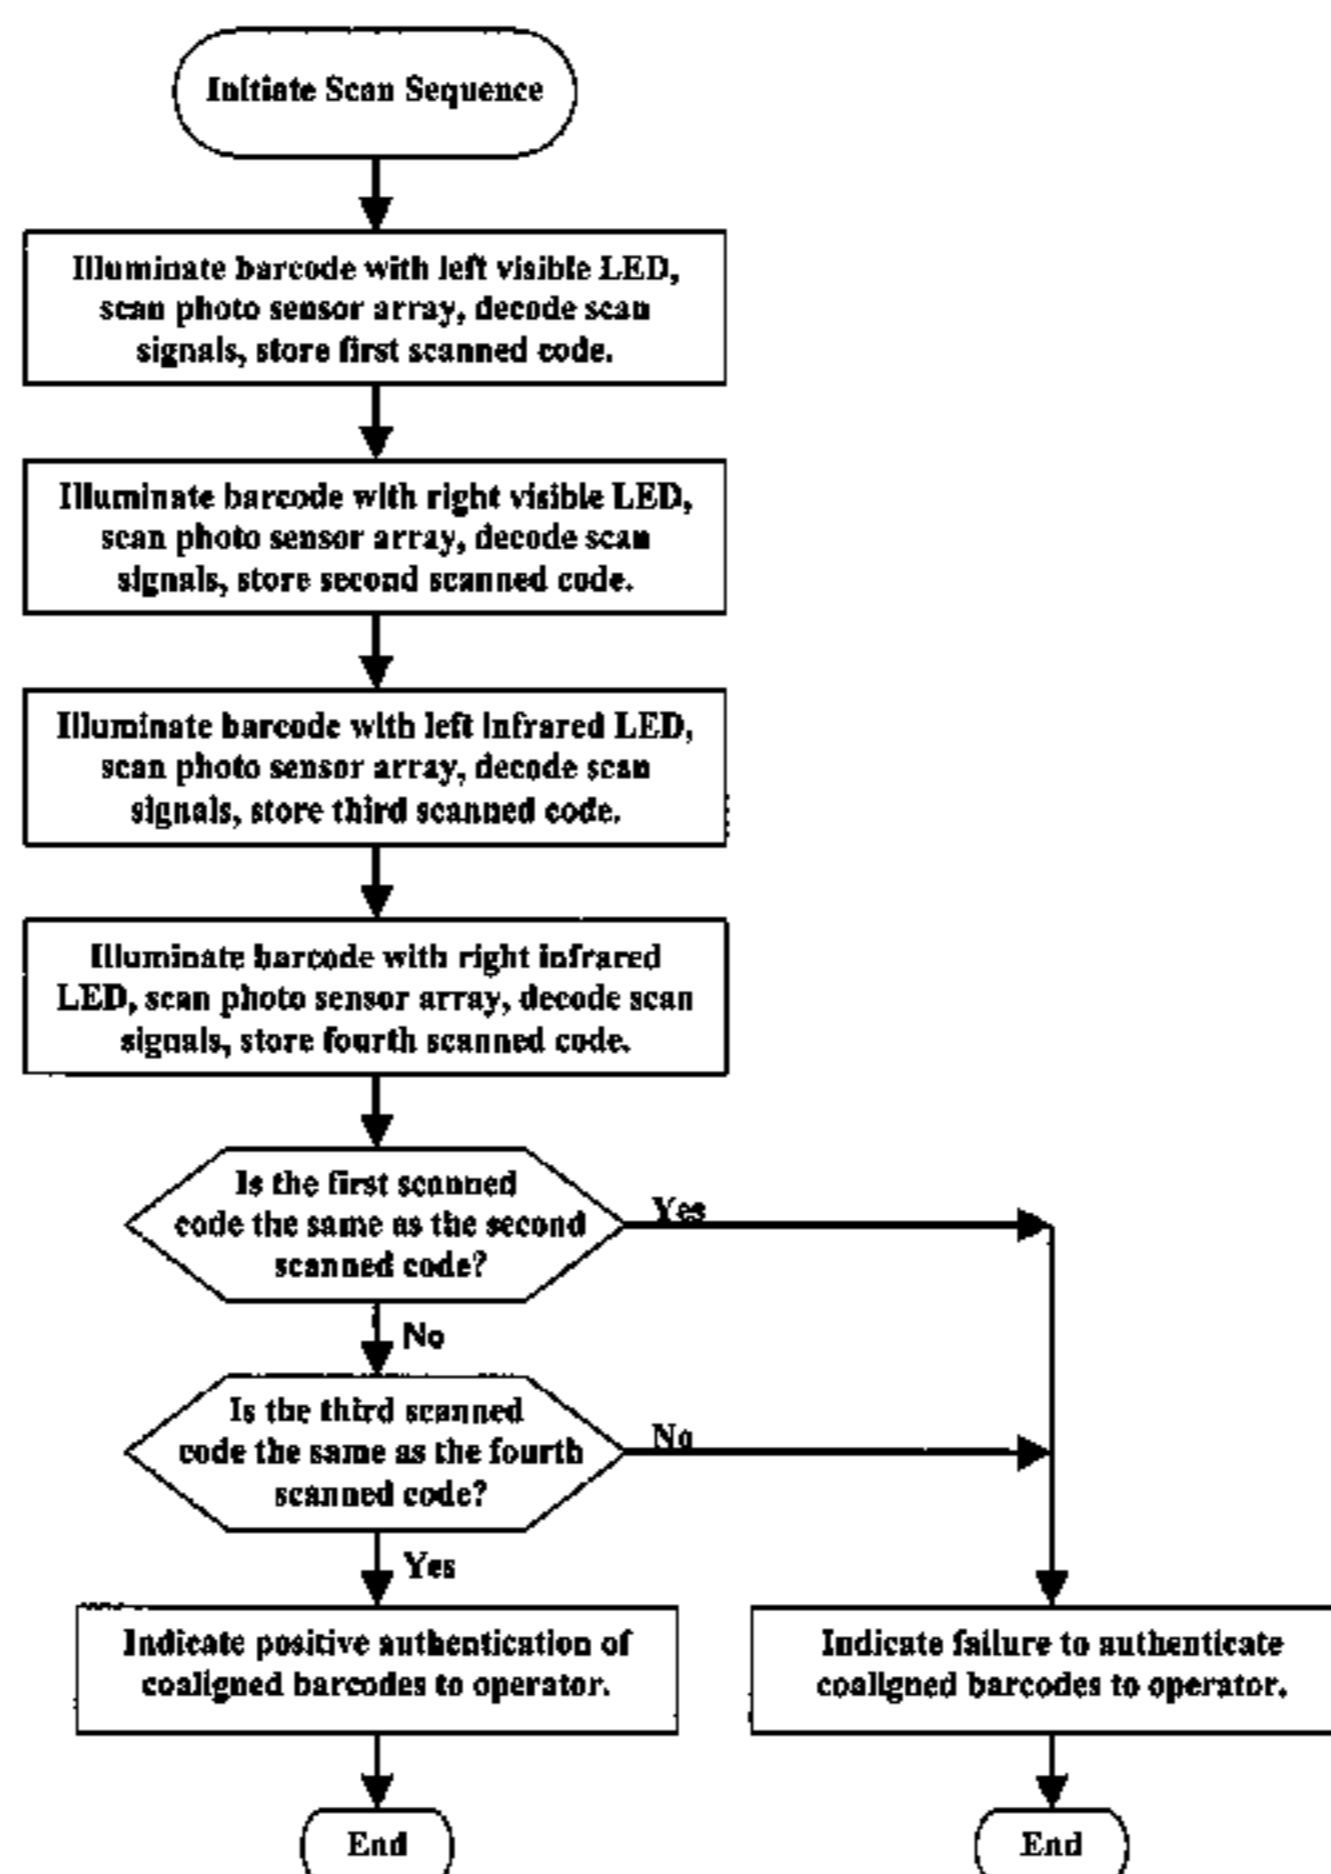 Initiate Scan Sequence
Illuminate barcode with left visible LED,
scan photo sensor array, decode scan
signals, store first scanned code.
Illuminate barcode with right visible LED,
scan photo sensor array, decode scan
signals, store second scanned code.
Illuminate barcode with left infrared LED,
scan photo sensor array, decode scan
signals, store third scanned code.
Illuminate barcode with right infrared
LED, scan photo sensor array, decode scan
signals, store fourth scanned code.
Is the first scanned
code the same as the second
scanned code?
Yes
No
Is the third scanned
code the same as the fourth
scanned code?
No
Yes
Indicate positive authentication of
coaligned barcodes to operator.
Indicate failure to authenticate
coaligned barcodes to operator.
End
End